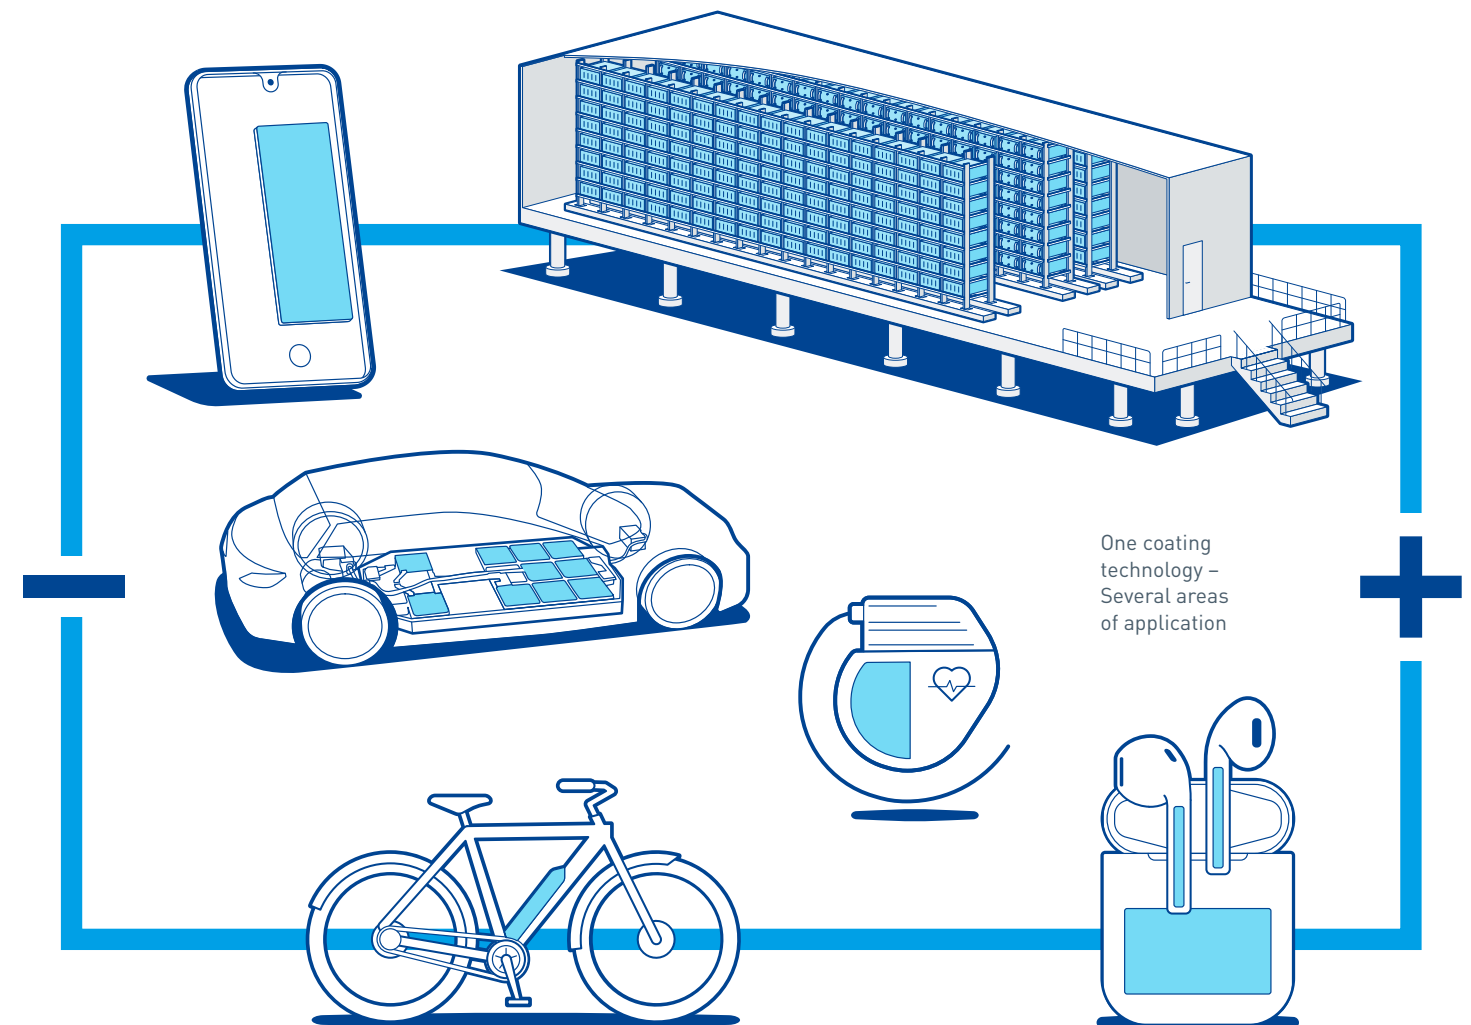 One coating
technology –
Several areas
of application